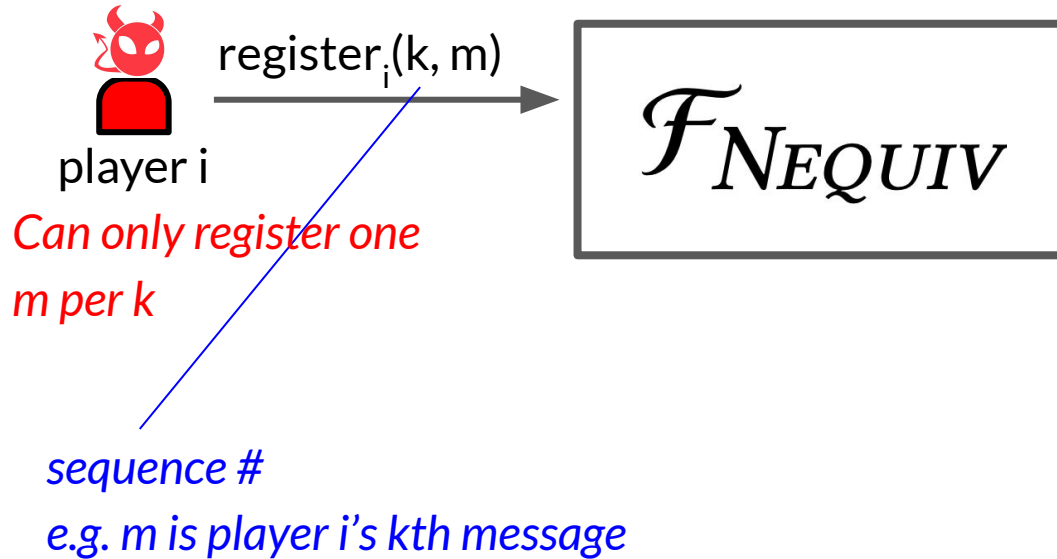 register_i(k, m)
ℱ_NEQUIV
player i
Can only register one
m per k
sequence #
e.g. m is player i’s kth message